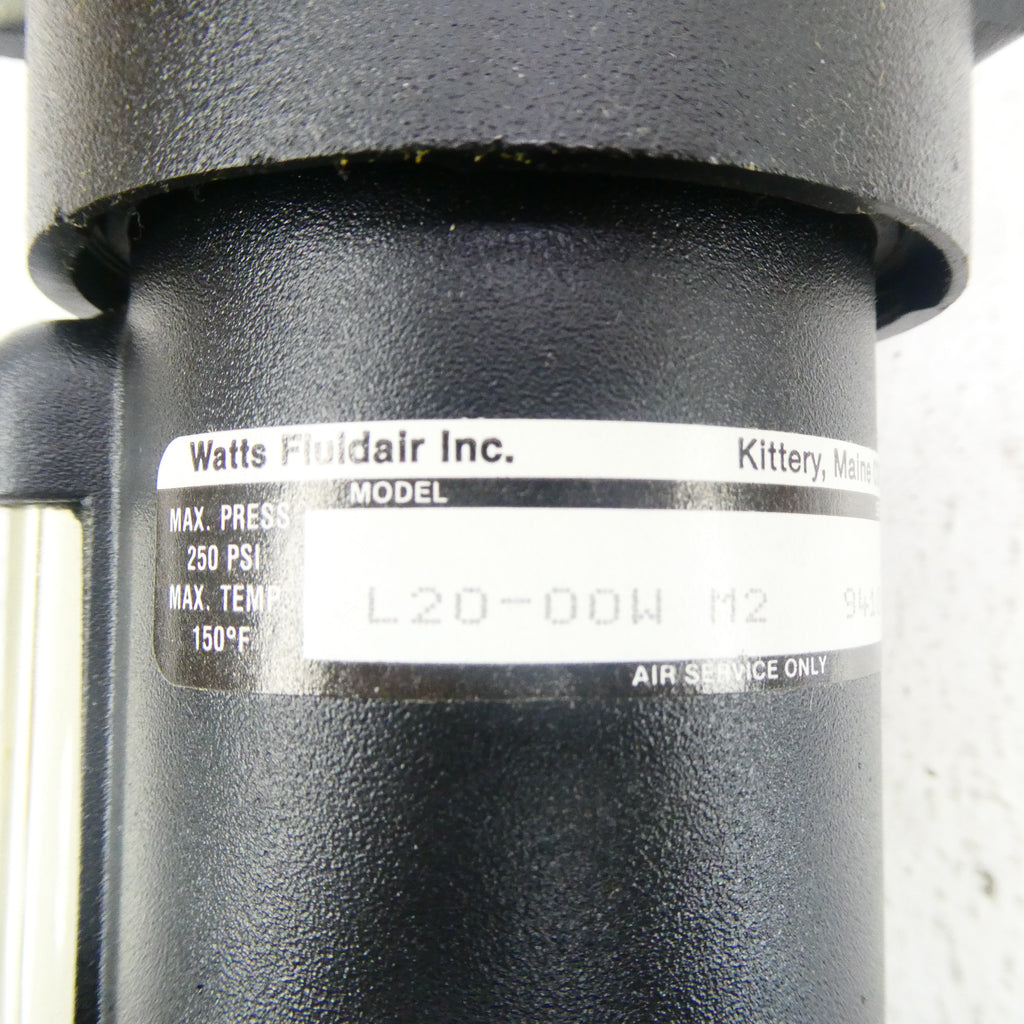 Watts Fluidair Inc. Kittery, Maine
MODEL
MAX. PRESS
250 PSI
MAX. TEMP
150°F
L20-00W M2
AIR SERVICE ONLY